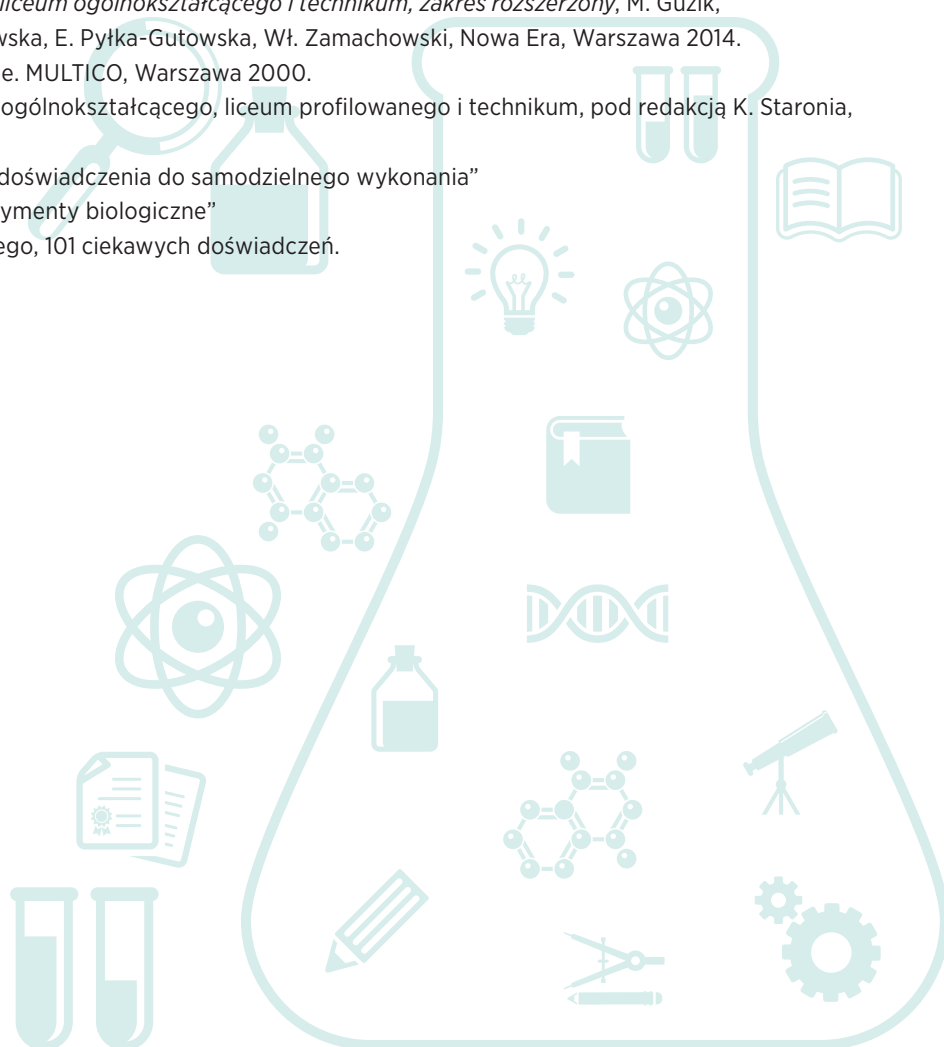 liceum ogólnokształcącego i technikum, zakres rozszerzony, M. Guzik,
wska, E. Pyłka-Gutowska, Wł. Zamachowski, Nowa Era, Warszawa 2014.
e. MULTICO, Warszawa 2000.
ogólnokształcącego, liceum profilowanego i technikum, pod redakcją K. Staronia,
doświadczenia do samodzielnego wykonania”
ymenty biologiczne”
ego, 101 ciekawych doświadczeń.